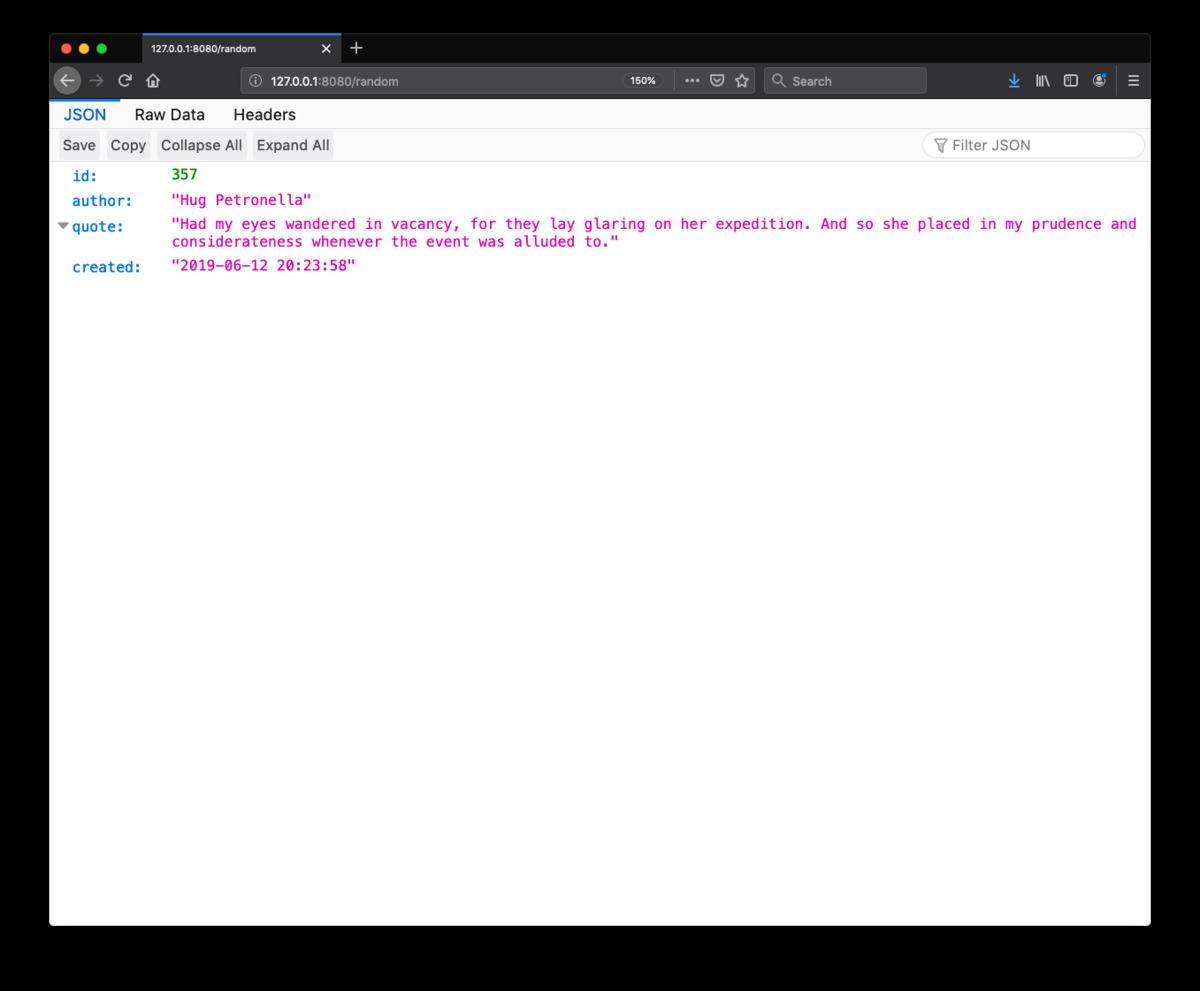 127.0.0.1:8080/random
127.0.0.1:8080/random 150% Search
JSON Raw Data Headers
Save Copy Collapse All Expand All Filter JSON
id: 357
author: "Hug Petronella"
quote: "Had my eyes wandered in vacancy, for they lay glaring on her expedition. And so she placed in my prudence and
considerateness whenever the event was alluded to."
created: "2019-06-12 20:23:58"